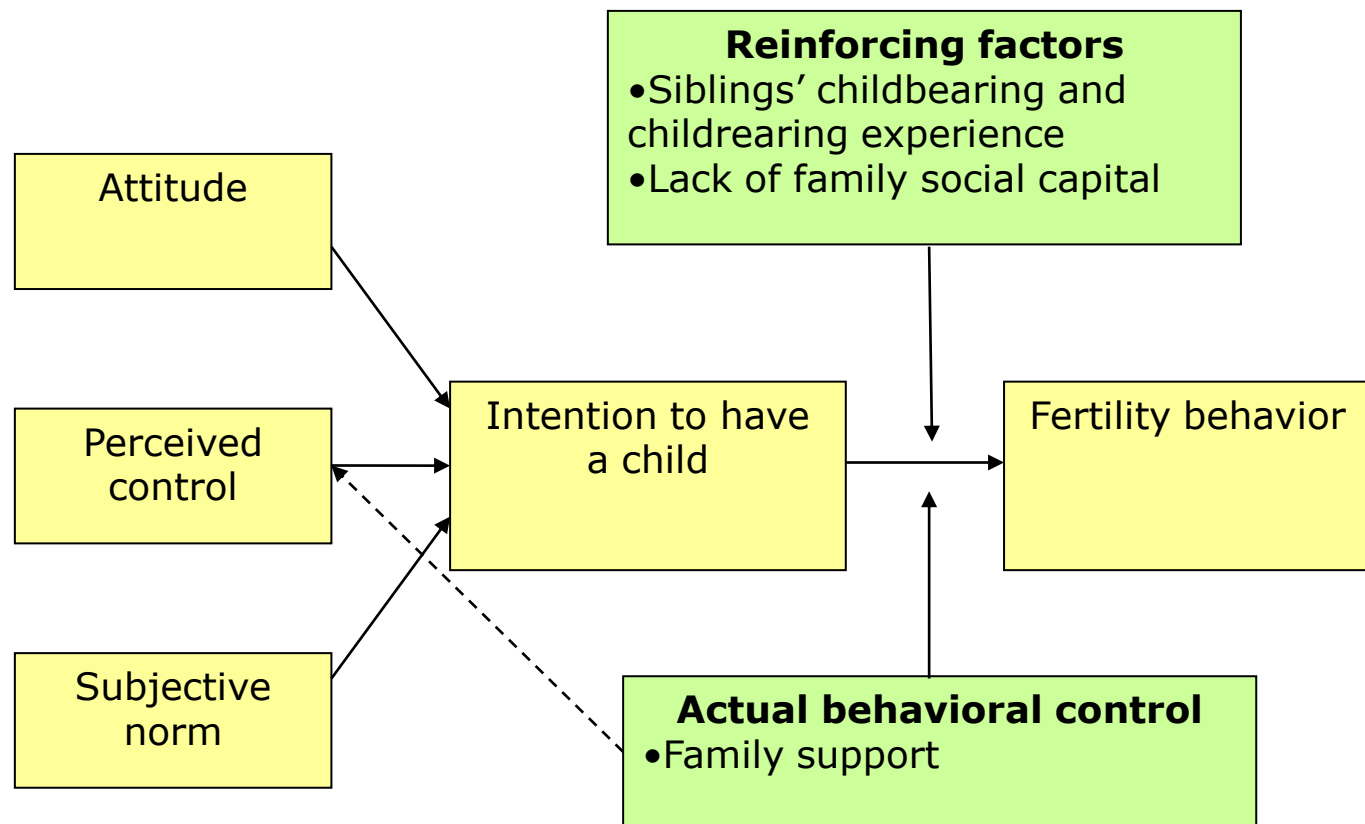 Reinforcing factors
•Siblings’ childbearing and
childrearing experience
•Lack of family social capital
Attitude
Perceived
control
Intention to have
a child
Fertility behavior
Subjective
norm
Actual behavioral control
•Family support